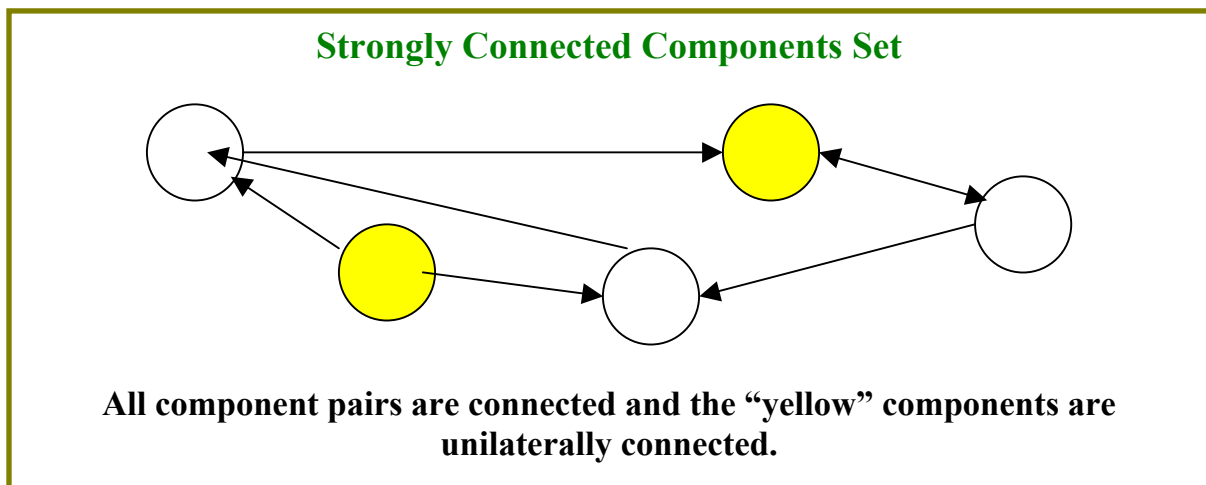 Strongly Connected Components Set
All component pairs are connected and the “yellow” components are
unilaterally connected.